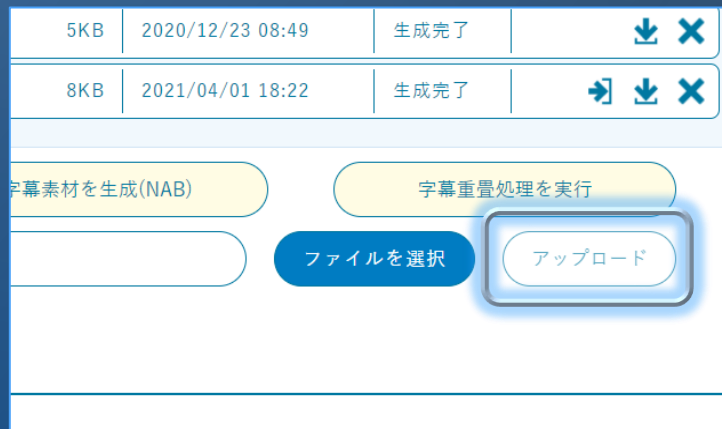 5KB 2020/12/23 08:49 生成完了
8KB 2021/04/01 18:22 生成完了
字幕素材を生成(NAB) 字幕重畳処理を実行
ファイルを選択 アップロード